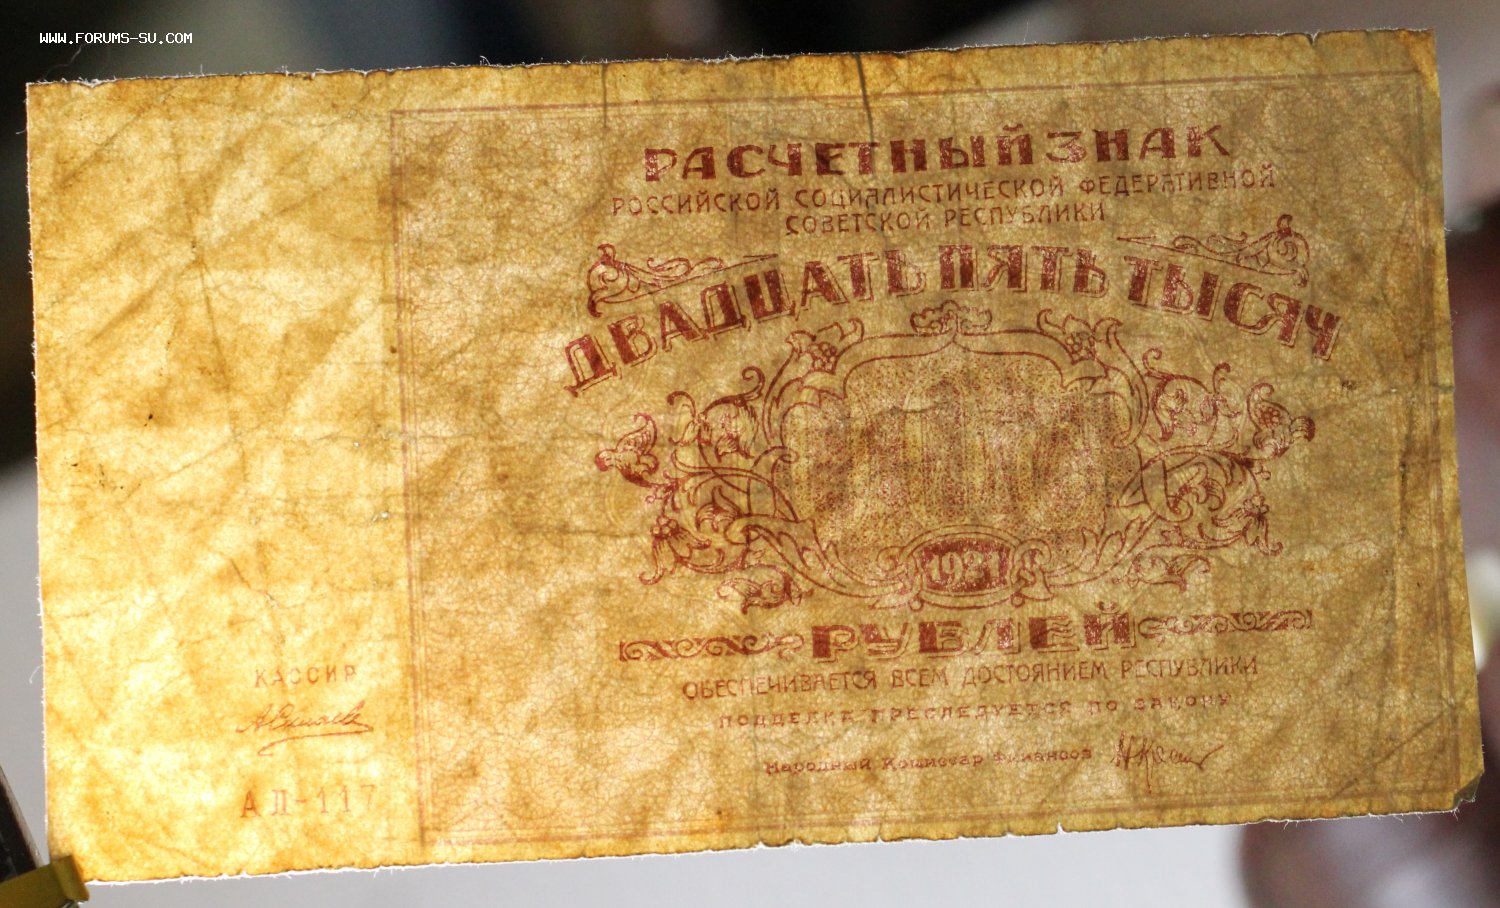 WWW.FORUMS-SU.COM
РАСЧЕТНЫЙ ЗНАК
РОССИЙСКОЙ СОЦИАЛИСТИЧЕСКОЙ ФЕДЕРАТИВНОЙ
СОВЕТСКОЙ РЕСПУБЛИКИ
ДВАДЦАТЬ ПЯТЬ ТЫСЯЧ
1921
РУБЛЕЙ
ОБЕСПЕЧИВАЕТСЯ ВСЕМ ДОСТОЯНИЕМ РЕСПУБЛИКИ
ПОДДЕЛКА ПРЕСЛЕДУЕТСЯ ПО ЗАКОНУ
Народный Комиссар Финансов
КАССИР
АЛ-117